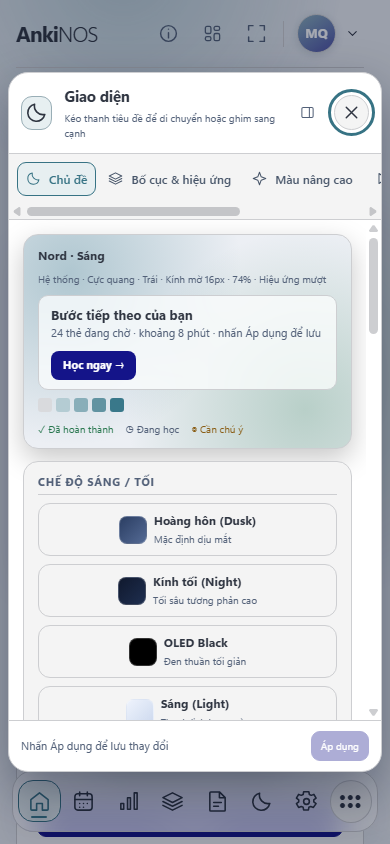 AnkiNOS
MQ
Giao diện
Kéo thanh tiêu đề để di chuyển hoặc ghim sang
cạnh
Chủ đề
Bố cục & hiệu ứng
Màu nâng cao
Nord · Sáng
Hệ thống · Cực quang · Trái · Kính mờ 16px · 74% · Hiệu ứng mượt
Bước tiếp theo của bạn
24 thẻ đang chờ · khoảng 8 phút · nhấn Áp dụng để lưu
Học ngay →
✓ Đã hoàn thành
Đang học
Cần chú ý
CHẾ ĐỘ SÁNG / TỐI
Hoàng hôn (Dusk)
Mặc định dịu mắt
Kính tối (Night)
Tối sâu tương phản cao
OLED Black
Đen thuần tối giản
Sáng (Light)
Nhấn Áp dụng để lưu thay đổi
Áp dụng